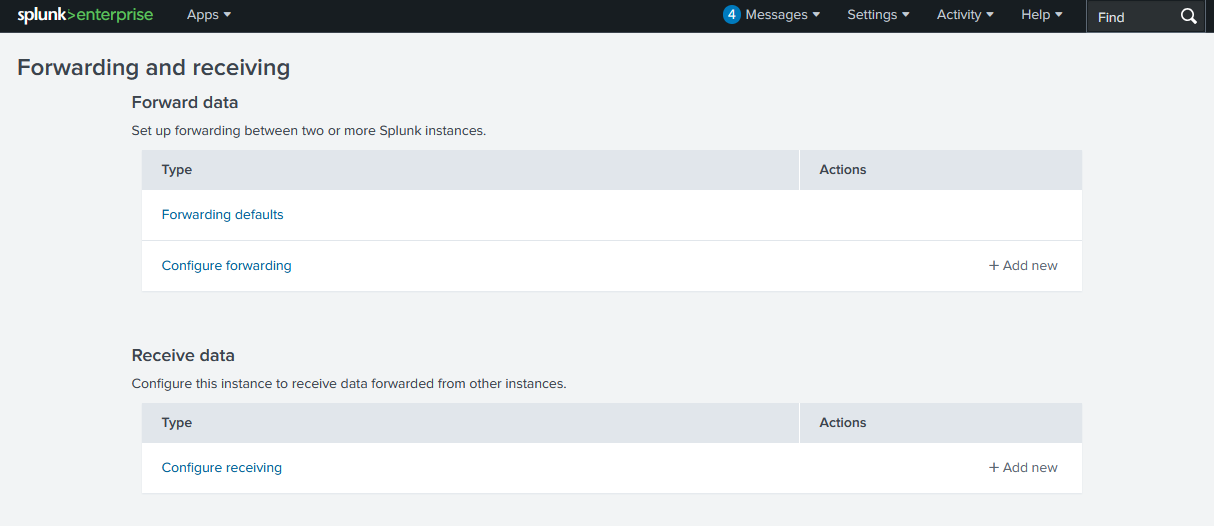 splunk>enterprise Apps 4 Messages Settings Activity Help Find
Forwarding and receiving
Forward data
Set up forwarding between two or more Splunk instances.
Type Actions
Forwarding defaults
Configure forwarding + Add new
Receive data
Configure this instance to receive data forwarded from other instances.
Type Actions
Configure receiving + Add new